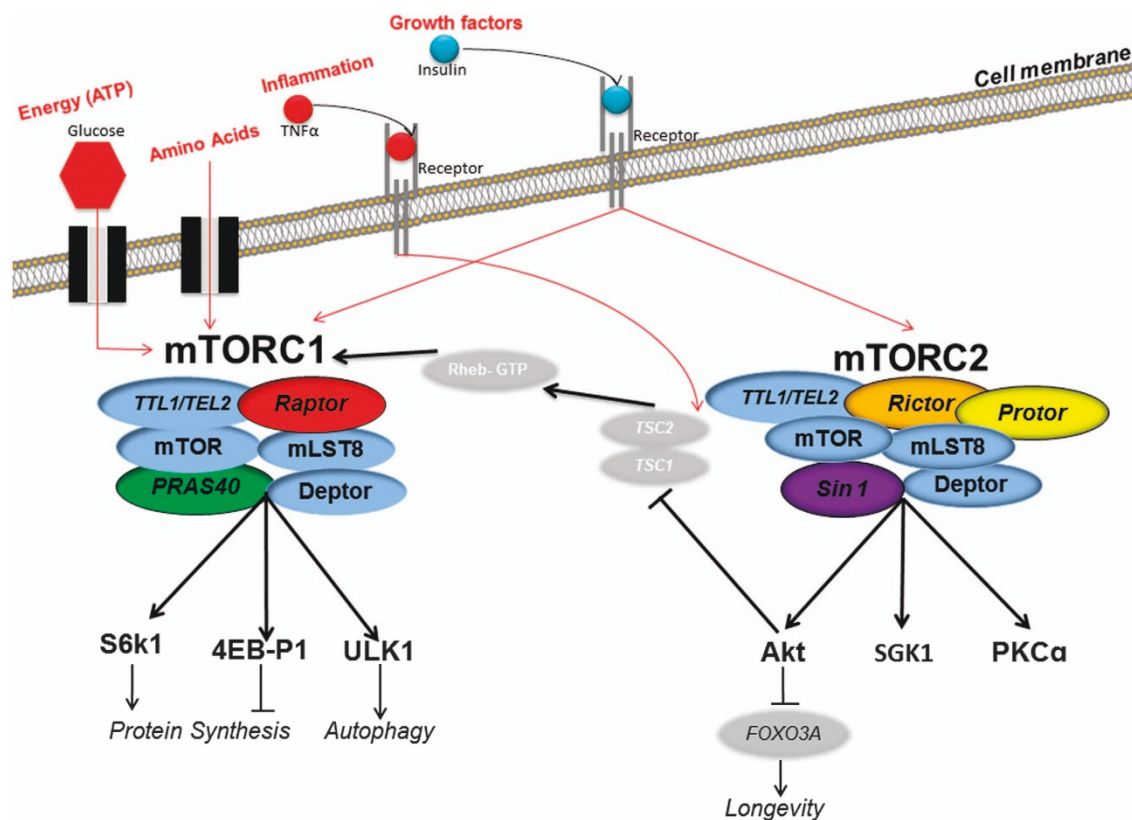 Growth factors
Insulin
Cell membrane
Inflammation
TNFα
Energy (ATP)
Glucose
Amino Acids
Receptor
Receptor
mTORC1
Rheb- GTP
mTORC2
TTL1/TEL2
Raptor
mTOR
mLST8
PRAS40
Deptor
TSC2
TSC1
TTL1/TEL2
Rictor
Protor
mTOR
mLST8
Sin 1
Deptor
S6k1
4EB-P1
ULK1
Akt
SGK1
PKCα
Protein Synthesis
Autophagy
FOXO3A
Longevity